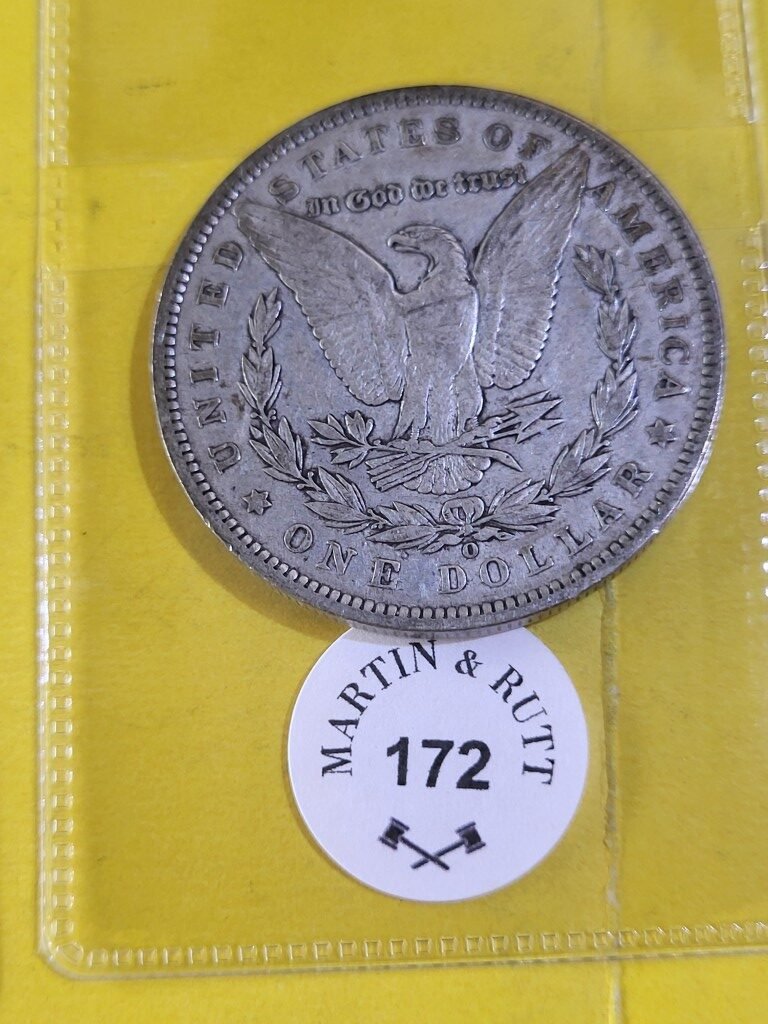 UNITED STATES OF AMERICA
In God we trust
O
ONE DOLLAR
MARTIN & RUTT
172